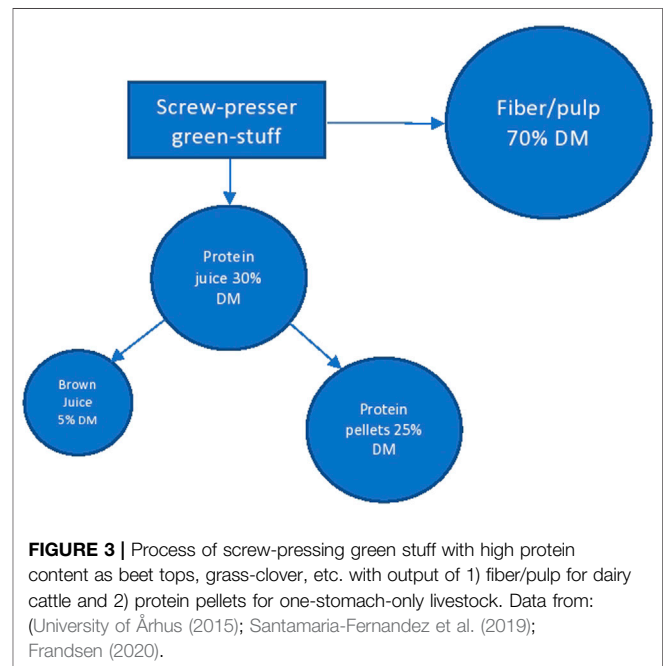 Screw-presser
green-stuff
Fiber/pulp
70% DM
Protein
juice 30%
DM
Brown
Juice
5% DM
Protein
pellets 25%
DM
FIGURE 3 | Process of screw-pressing green stuff with high protein
content as beet tops, grass-clover, etc. with output of 1) fiber/pulp for dairy
cattle and 2) protein pellets for one-stomach-only livestock. Data from:
(University of Århus (2015); Santamaria-Fernandez et al. (2019);
Frandsen (2020).